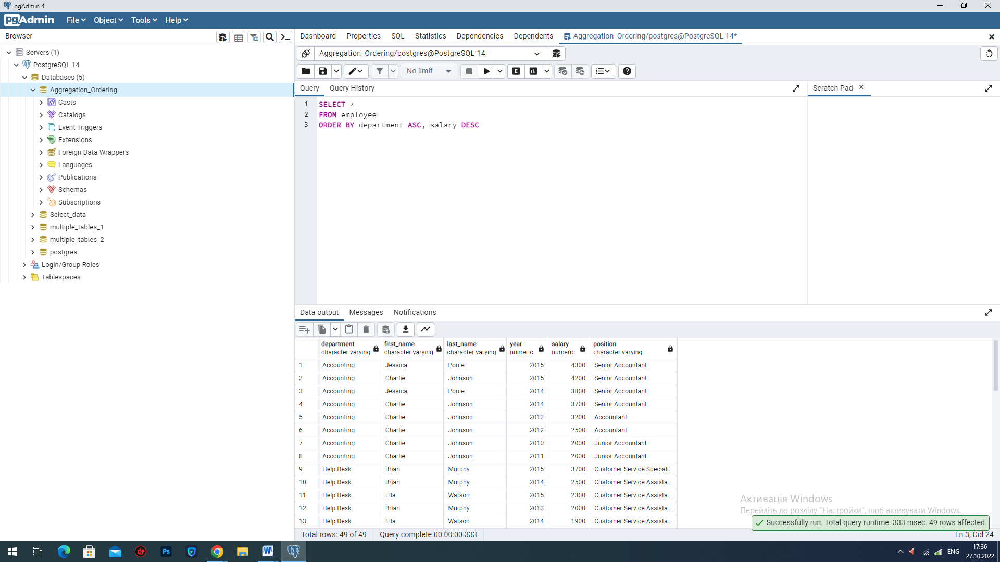 pgAdmin 4
pgAdmin File Object Tools Help
Browser
Dashboard Properties SQL Statistics Dependencies Dependents Aggregation_Ordering/postgres@PostgreSQL 14*
Servers (1)
PostgreSQL 14
Databases (5)
Aggregation_Ordering
Casts
Catalogs
Event Triggers
Extensions
Foreign Data Wrappers
Languages
Publications
Schemas
Subscriptions
Select_data
multiple_tables_1
multiple_tables_2
postgres
Login/Group Roles
Tablespaces
Aggregation_Ordering/postgres@PostgreSQL 14
No limit E
Query Query History
Scratch Pad
1 SELECT *
2 FROM employee
3 ORDER BY department ASC, salary DESC
Data output Messages Notifications
department first_name last_name year salary position
character varying character varying character varying numeric numeric character varying
1 Accounting Jessica Poole 2015 4300 Senior Accountant
2 Accounting Charlie Johnson 2015 4200 Senior Accountant
3 Accounting Jessica Poole 2014 3800 Senior Accountant
4 Accounting Charlie Johnson 2014 3700 Senior Accountant
5 Accounting Charlie Johnson 2013 3200 Accountant
6 Accounting Charlie Johnson 2012 2500 Accountant
7 Accounting Charlie Johnson 2010 2000 Junior Accountant
8 Accounting Charlie Johnson 2011 2000 Junior Accountant
9 Help Desk Brian Murphy 2015 3700 Customer Service Speciali...
10 Help Desk Brian Murphy 2014 2500 Customer Service Assista...
11 Help Desk Ella Watson 2015 2300 Customer Service Assista...
12 Help Desk Brian Murphy 2013 2000 Customer Service Assista...
13 Help Desk Ella Watson 2014 1900 Customer Service Assista...
Активація Windows
Перейдіть до розділу "Настройки", щоб активувати Windows.
Successfully run. Total query runtime: 333 msec. 49 rows affected.
Total rows: 49 of 49 Query complete 00:00:00.333
Ln 3, Col 24
Ps W ENG 17:36
27.10.2022